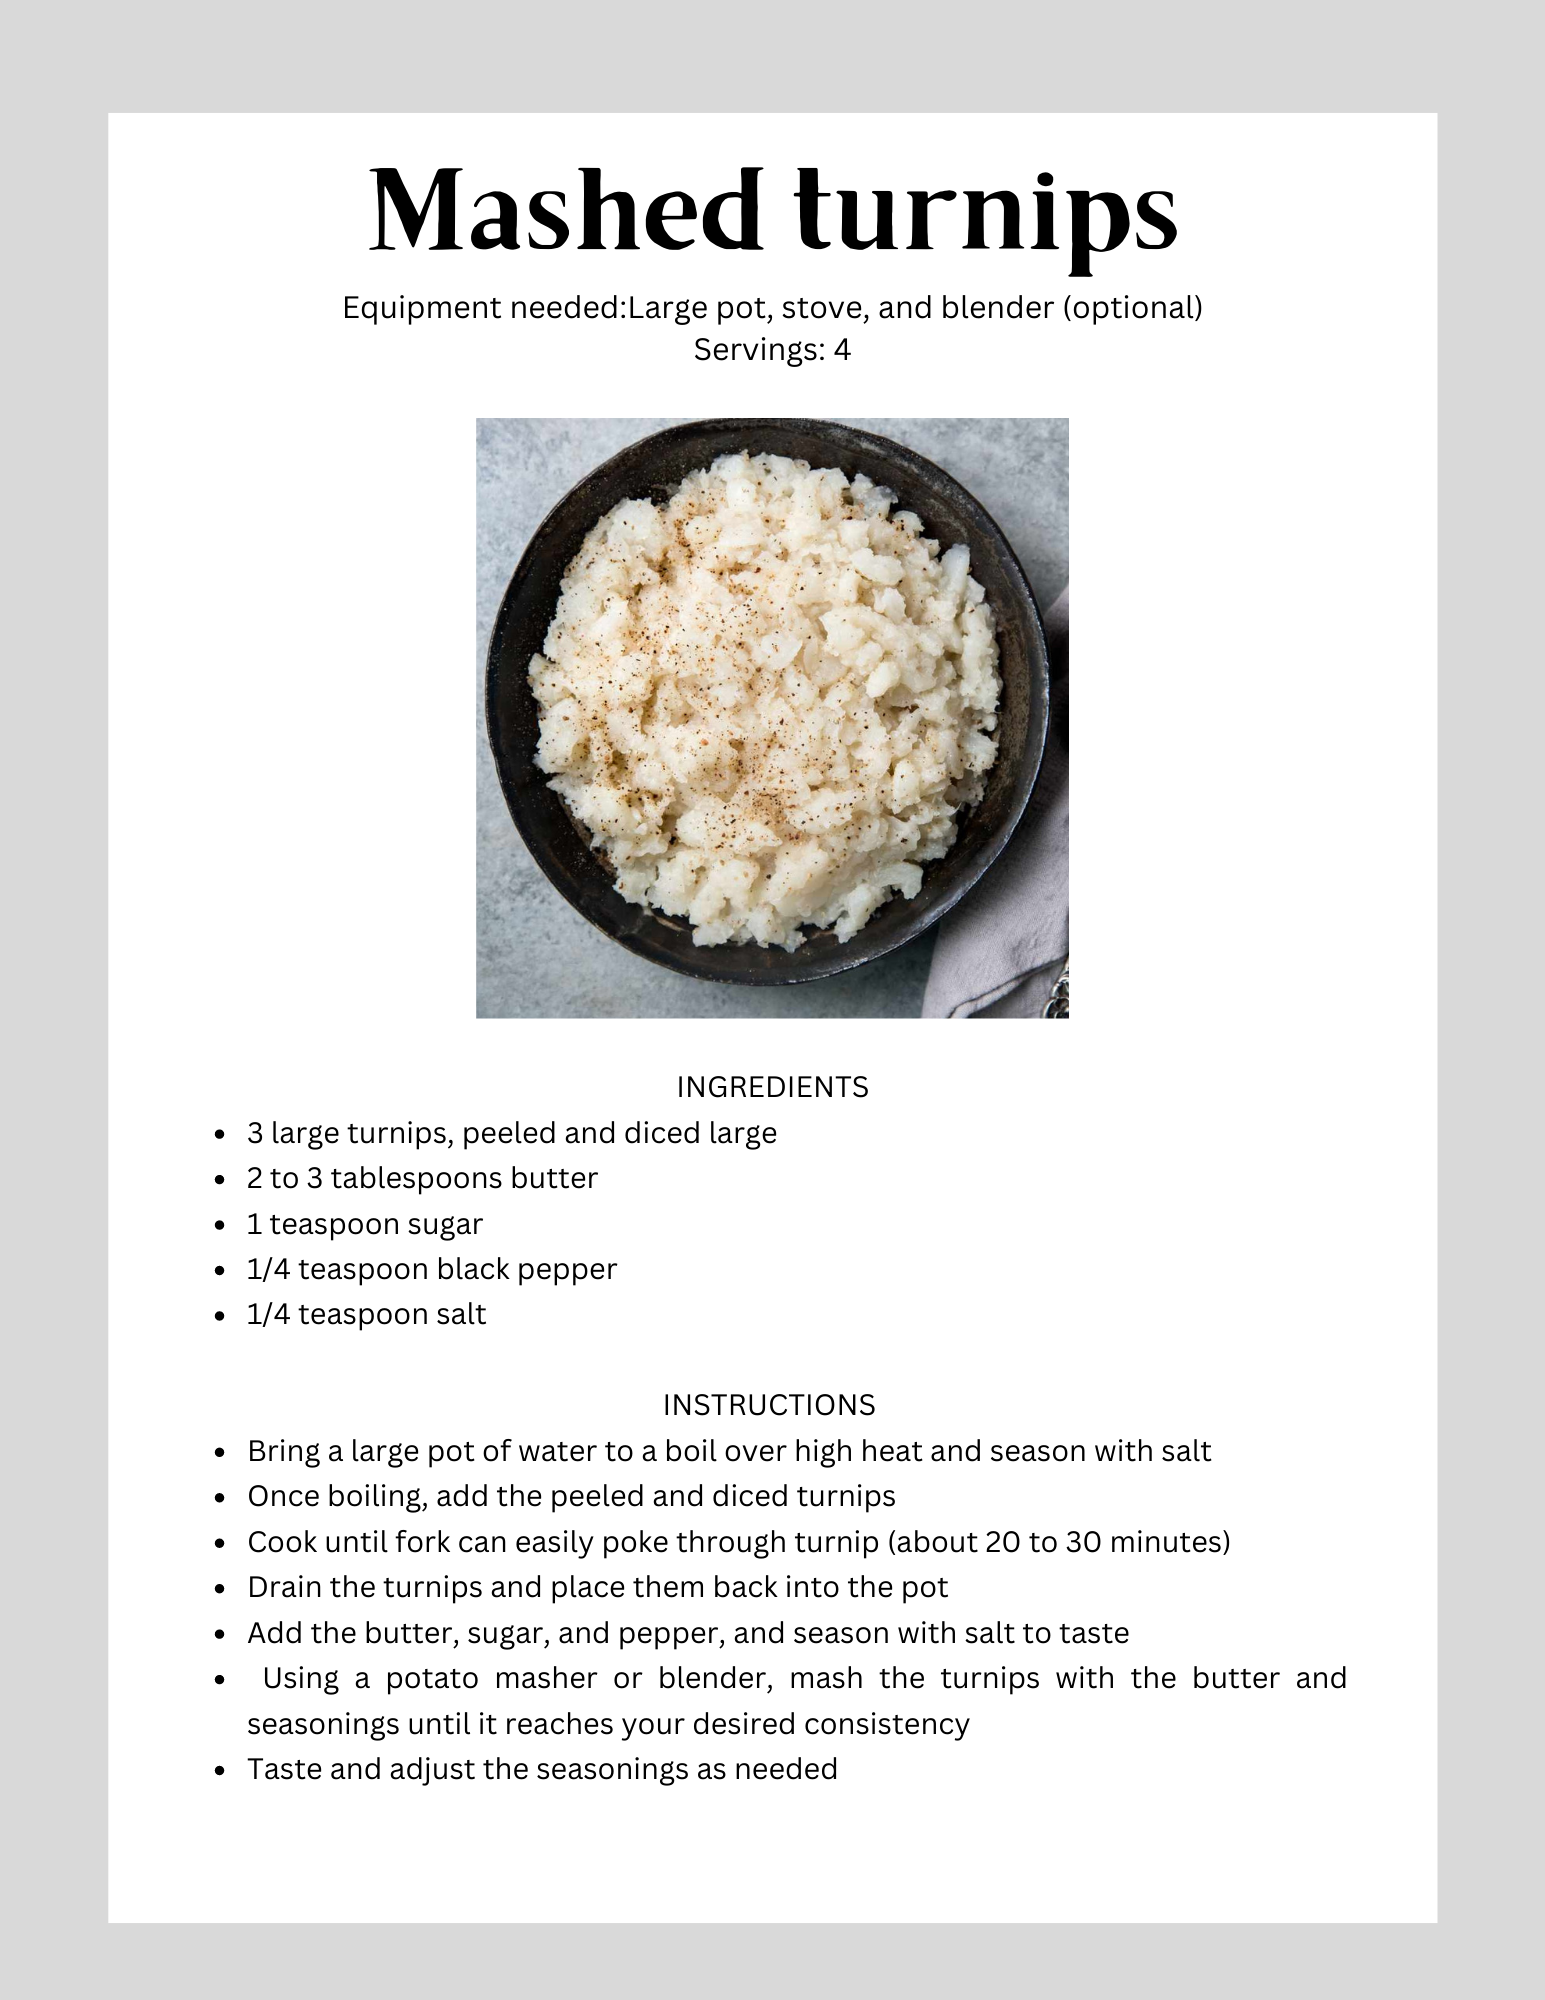 Mashed turnips
Equipment needed:Large pot, stove, and blender (optional)
Servings: 4
INGREDIENTS
• 3 large turnips, peeled and diced large
• 2 to 3 tablespoons butter
• 1 teaspoon sugar
• 1/4 teaspoon black pepper
• 1/4 teaspoon salt
INSTRUCTIONS
• Bring a large pot of water to a boil over high heat and season with salt
• Once boiling, add the peeled and diced turnips
• Cook until fork can easily poke through turnip (about 20 to 30 minutes)
• Drain the turnips and place them back into the pot
• Add the butter, sugar, and pepper, and season with salt to taste
• Using a potato masher or blender, mash the turnips with the butter and
seasonings until it reaches your desired consistency
• Taste and adjust the seasonings as needed